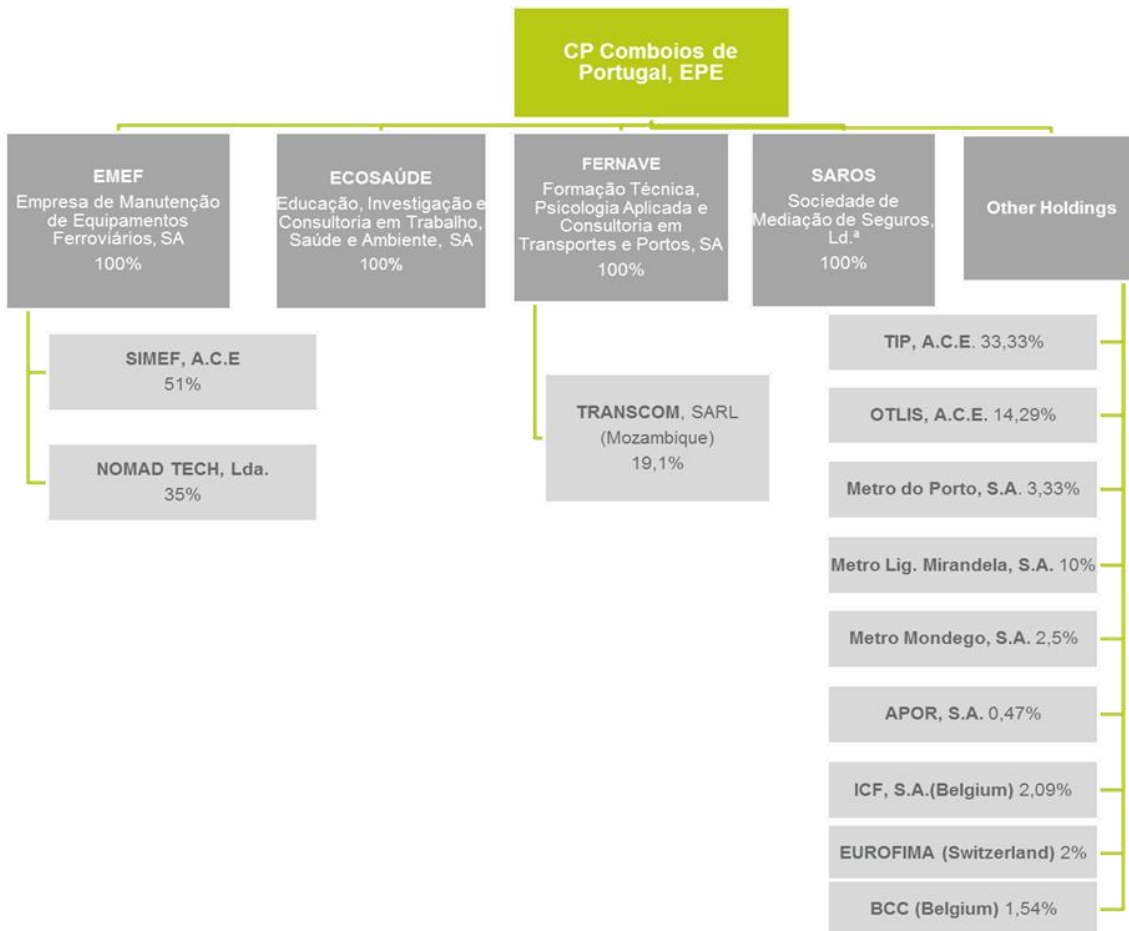 CP Comboios de
Portugal, EPE
EMEF
Empresa de Manutenção
de Equipamentos
Ferroviários, SA
100%
ECOSAÚDE
Educação, Investigação e
Consultoria em Trabalho,
Saúde e Ambiente, SA
100%
FERNAVE
Formação Técnica,
Psicologia Aplicada e
Consultoria em
Transportes e Portos, SA
100%
SAROS
Sociedade de
Mediação de Seguros,
Ld.ª
100%
Other Holdings
SIMEF, A.C.E
51%
NOMAD TECH, Lda.
35%
TRANSCOM, SARL
(Mozambique)
19,1%
TIP, A.C.E. 33,33%
OTLIS, A.C.E. 14,29%
Metro do Porto, S.A. 3,33%
Metro Lig. Mirandela, S.A. 10%
Metro Mondego, S.A. 2,5%
APOR, S.A. 0,47%
ICF, S.A.(Belgium) 2,09%
EUROFIMA (Switzerland) 2%
BCC (Belgium) 1,54%